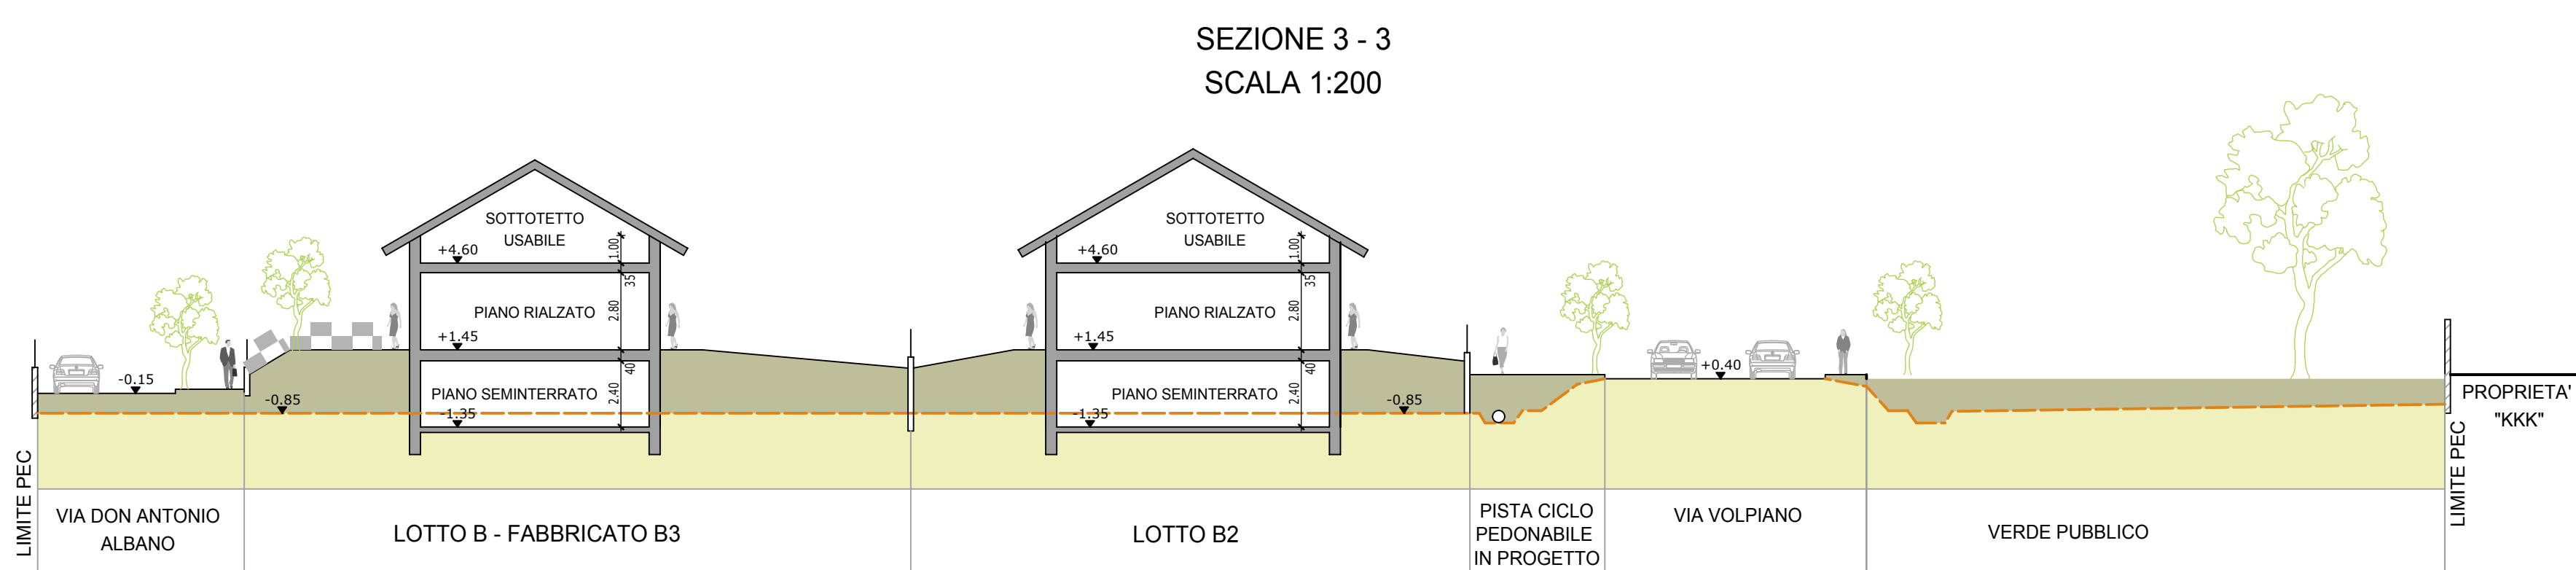 SEZIONE 3 - 3
SCALA 1:200
SOTTOTETTO
USABILE
+4.60
1.00
35
PIANO RIALZATO
2.80
+1.45
40
PIANO SEMINTERRATO
2.40
-1.35
-0.15
-0.85
SOTTOTETTO
USABILE
+4.60
1.00
35
PIANO RIALZATO
2.80
+1.45
40
PIANO SEMINTERRATO
2.40
-1.35
-0.85
+0.40
PROPRIETA'
"KKK"
LIMITE PEC
VIA DON ANTONIO
ALBANO
LOTTO B - FABBRICATO B3
LOTTO B2
PISTA CICLO
PEDONABILE
IN PROGETTO
VIA VOLPIANO
VERDE PUBBLICO
LIMITE PEC